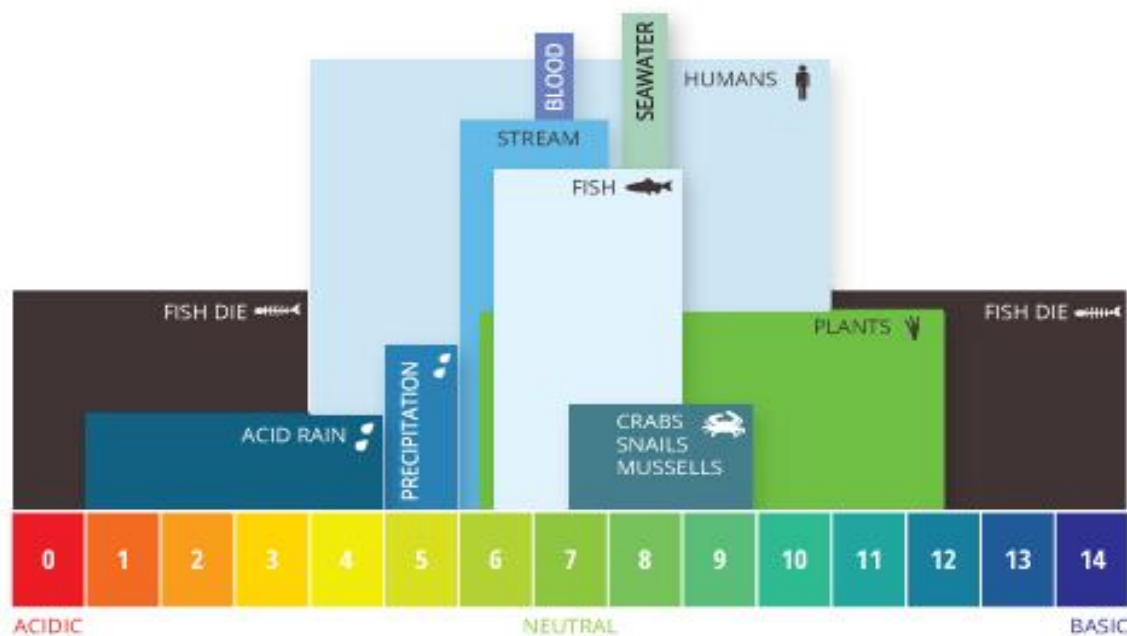 BLOOD
SEAWATER
HUMANS
STREAM
FISH
FISH DIE
FISH DIE
PLANTS
PRECIPITATION
ACID RAIN
CRABS
SNAILS
MUSSELLS
0 1 2 3 4 5 6 7 8 9 10 11 12 13 14
ACIDIC NEUTRAL BASIC